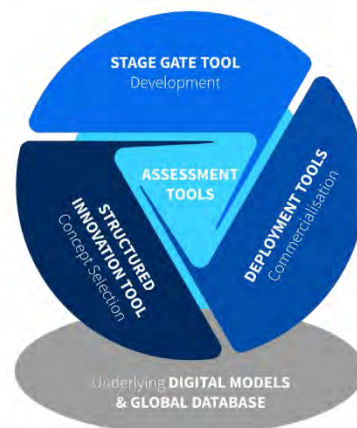 STAGE GATE TOOL
Development
ASSESSMENT
TOOLS
DEPLOYMENT TOOLS
Commercialisation
STRUCTURED
INNOVATION TOOL
Concept Selection
Underlying DIGITAL MODELS
& GLOBAL DATABASE